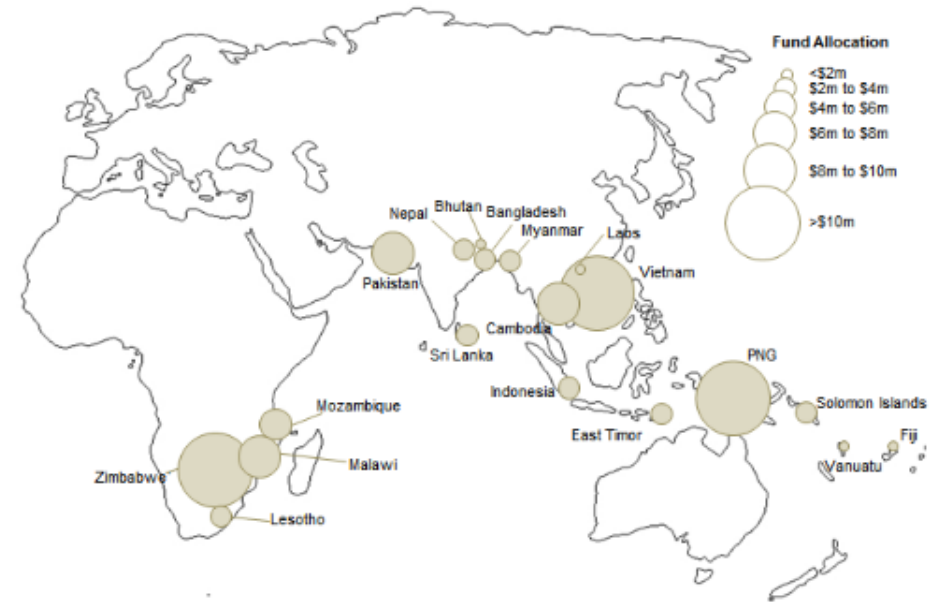 Fund Allocation
<$2m
$2m to $4m
$4m to $6m
$6m to $8m
$8m to $10m
>$10m
Bhutan
Nepal
Bangladesh
Myanmar
Laos
Pakistan
Vietnam
Cambodia
Sri Lanka
PNG
Indonesia
Mozambique
Solomon Islands
East Timor
Fiji
Malawi
Vanuatu
Zimbabwe
Lesotho